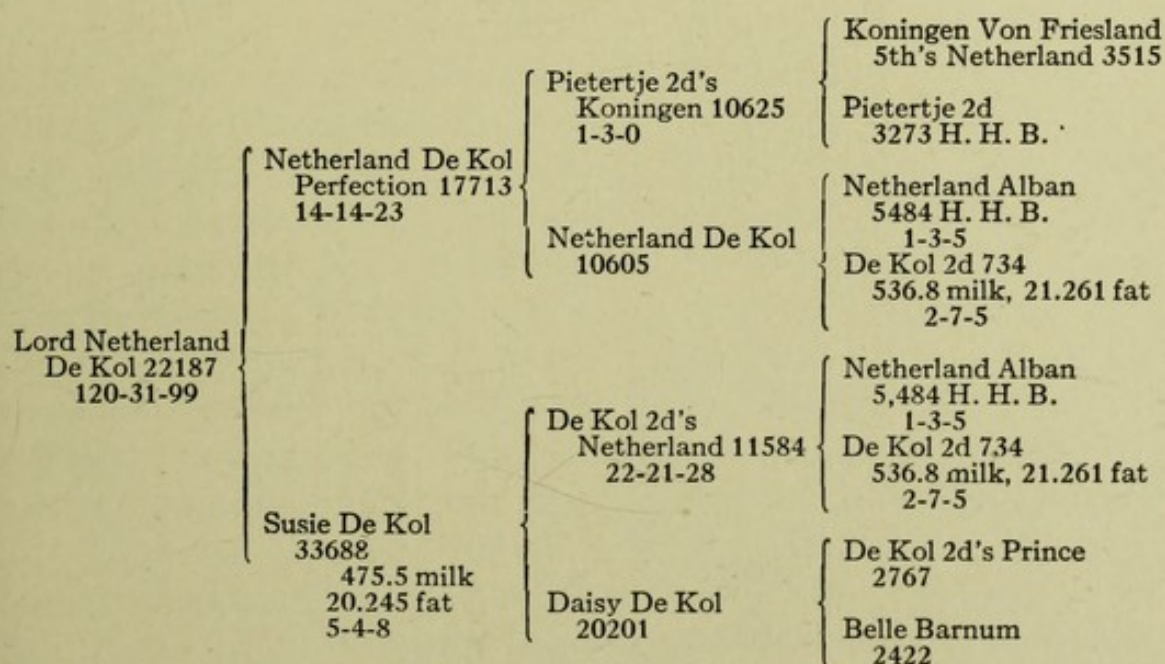 Koningen Von Friesland
5th's Netherland 3515
Pietertje 2d's
Koningen 10625
1-3-0
Pietertje 2d
3273 H. H. B.
Netherland De Kol
Perfection 17713
14-14-23
Netherland Alban
5484 H. H. B.
1-3-5
Netherland De Kol
10605
De Kol 2d 734
536.8 milk, 21.261 fat
2-7-5
Lord Netherland
De Kol 22187
120-31-99
Netherland Alban
5,484 H. H. B.
1-3-5
De Kol 2d's
Netherland 11584
22-21-28
De Kol 2d 734
536.8 milk, 21.261 fat
2-7-5
Susie De Kol
33688
475.5 milk
20.245 fat
5-4-8
De Kol 2d's Prince
2767
Daisy De Kol
20201
Belle Barnum
2422